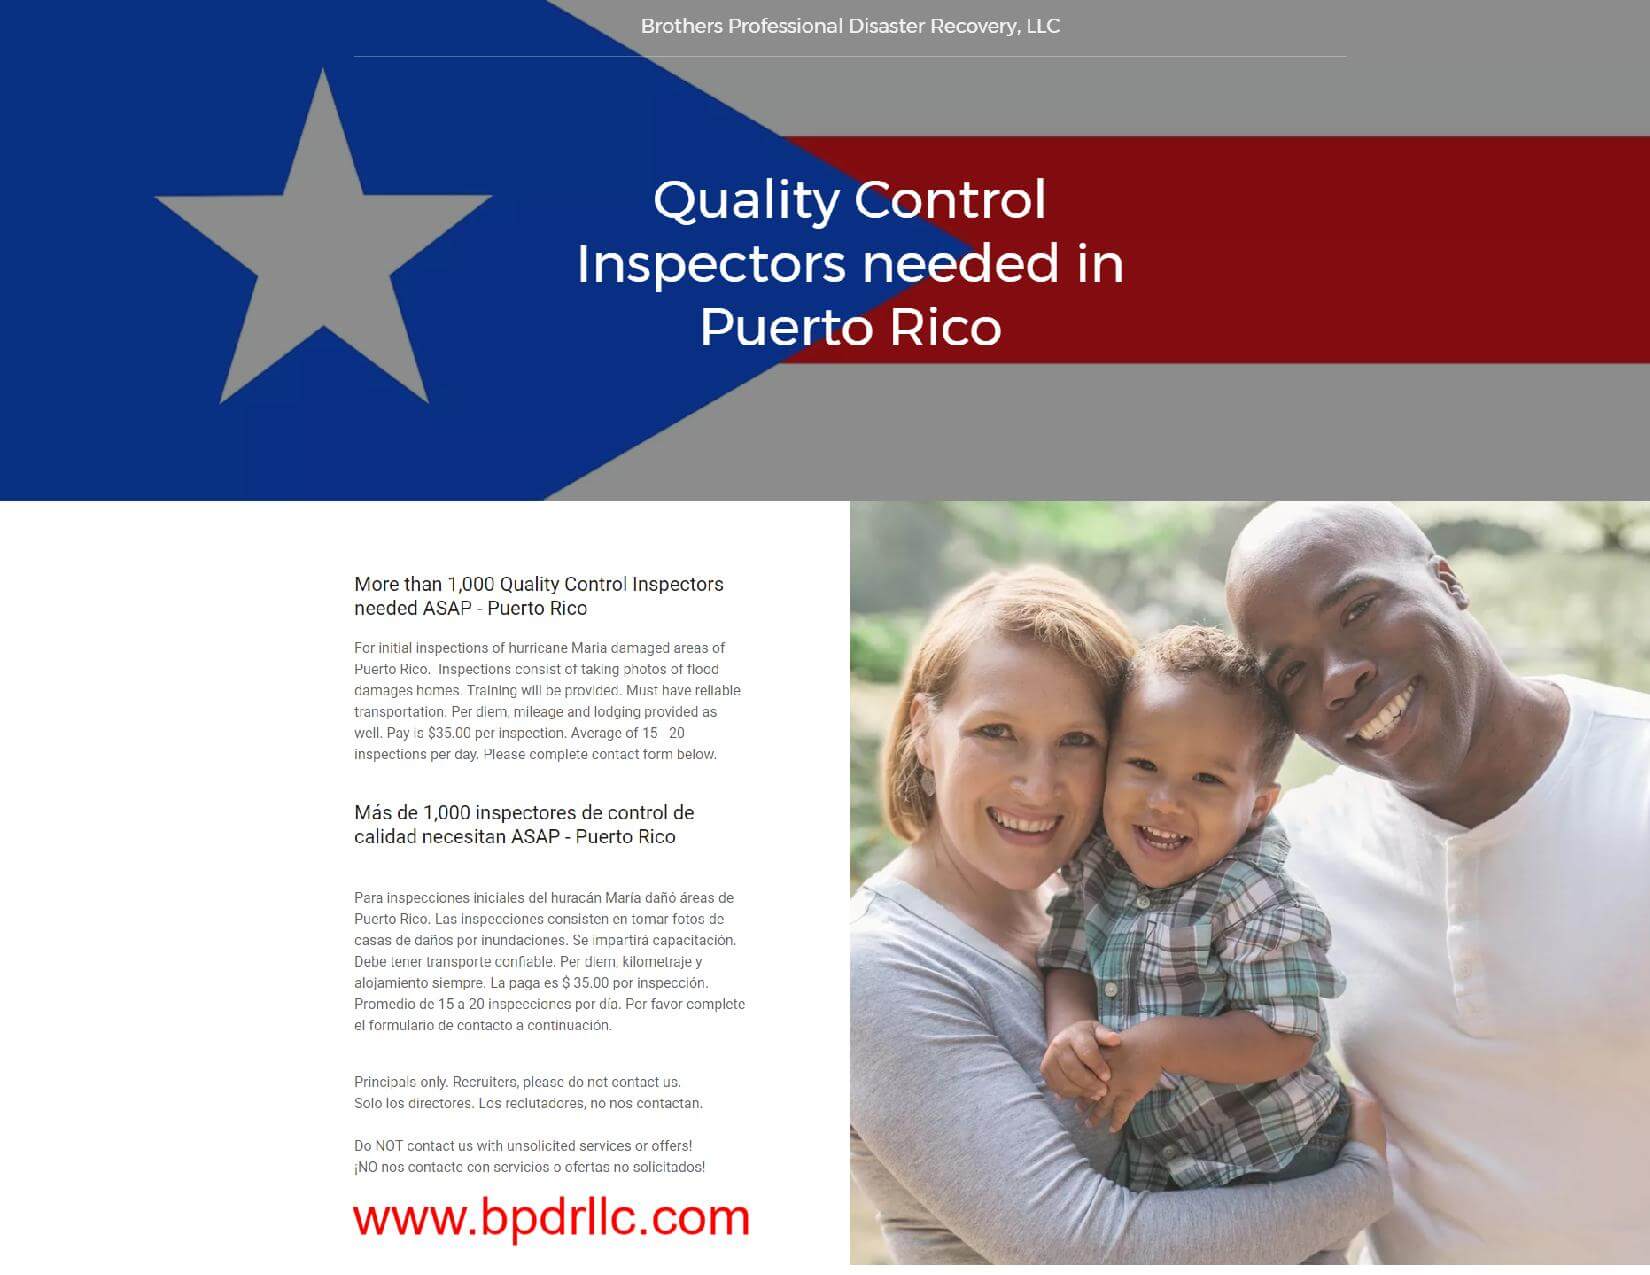 Brothers Professional Disaster Recovery, LLC
Quality Control
Inspectors needed in
Puerto Rico
More than 1,000 Quality Control Inspectors
needed ASAP - Puerto Rico
For initial inspections of hurricane Maria damaged areas of
Puerto Rico. Inspections consist of taking photos of flood
damages homes. Training will be provided. Must have reliable
transportation. Per diem, mileage and lodging provided as
well. Pay is $35.00 per inspection. Average of 15 - 20
inspections per day. Please complete contact form below.
Más de 1,000 inspectores de control de
calidad necesitan ASAP - Puerto Rico
Para inspecciones iniciales del huracán María dañó áreas de
Puerto Rico. Las inspecciones consisten en tomar fotos de
casas de daños por inundaciones. Se impartirá capacitación.
Debe tener transporte confiable. Per diem, kilometraje y
alojamiento siempre. La paga es $ 35.00 por inspección.
Promedio de 15 a 20 inspecciones por día. Por favor complete
el formulario de contacto a continuación.
Principals only. Recruiters, please do not contact us.
Solo los directores. Los reclutadores, no nos contactan.
Do NOT contact us with unsolicited services or offers!
¡NO nos contacte con servicios o ofertas no solicitados!
www.bpdrllc.com